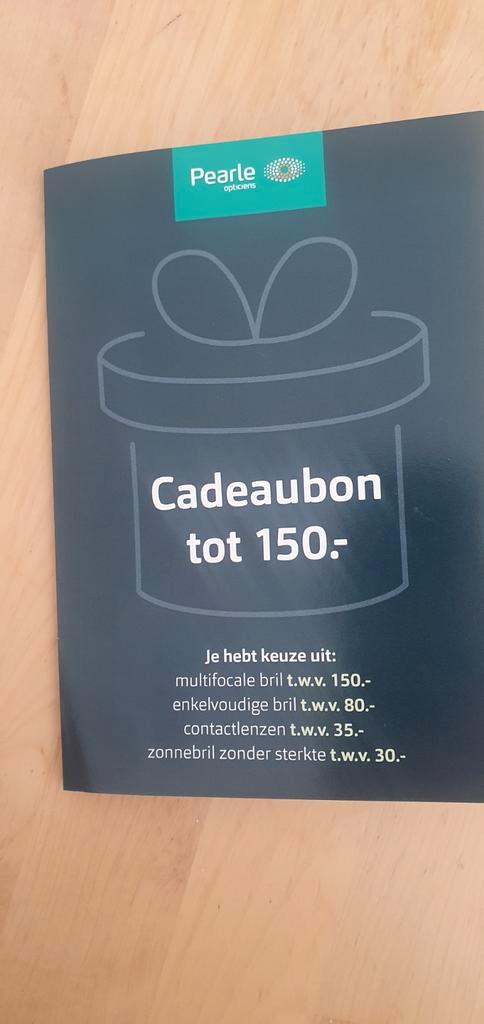 Pearle
opticiens
Cadeaubon
tot 150.-
Je hebt keuze uit:
multifocale bril t.w.v. 150.-
enkelvoudige bril t.w.v. 80.-
contactlenzen t.w.v. 35.-
zonnebril zonder sterkte t.w.v. 30.-